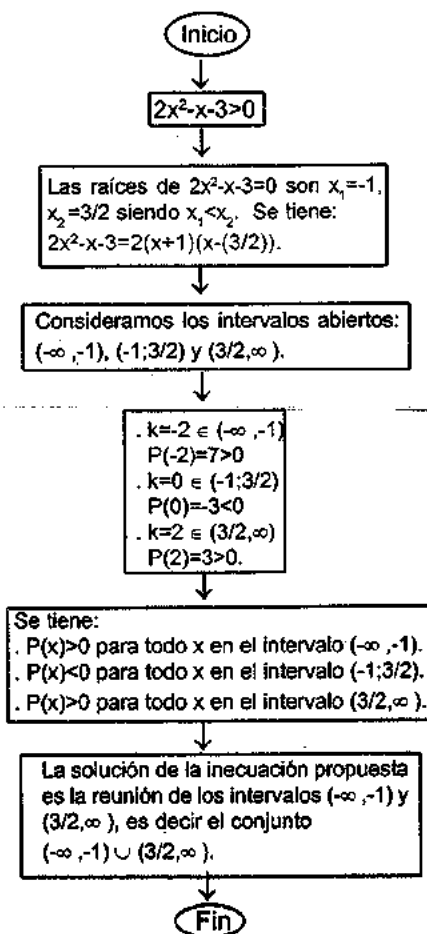 Inicio
2x²-x-3>0
Las raíces de 2x²-x-3=0 son x₁=-1,
x₂=3/2 siendo x₁<x₂. Se tiene:
2x²-x-3=2(x+1)(x-(3/2)).
Consideramos los intervalos abiertos:
(-∞ ,-1), (-1;3/2) y (3/2,∞ ).
. k=-2 ∈ (-∞ ,-1)
P(-2)=7>0
. k=0 ∈ (-1;3/2)
P(0)=-3<0
. k=2 ∈ (3/2,∞)
P(2)=3>0.
Se tiene:
. P(x)>0 para todo x en el intervalo (-∞ ,-1).
. P(x)<0 para todo x en el intervalo (-1;3/2).
. P(x)>0 para todo x en el intervalo (3/2,∞ ).
La solución de la inecuación propuesta
es la reunión de los intervalos (-∞ ,-1) y
(3/2,∞ ), es decir el conjunto
(-∞ ,-1) ∪ (3/2,∞ ).
Fin